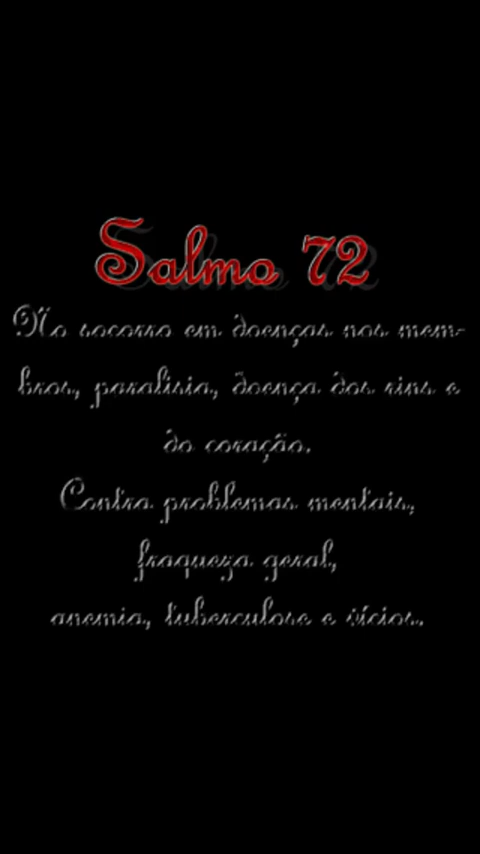 Salmo 72
No socorro em doenças nos mem-
bros, paralisia, doença dos rins e
do coração.
Contra problemas mentais,
fraqueza geral,
anemia, tuberculose e vícios.